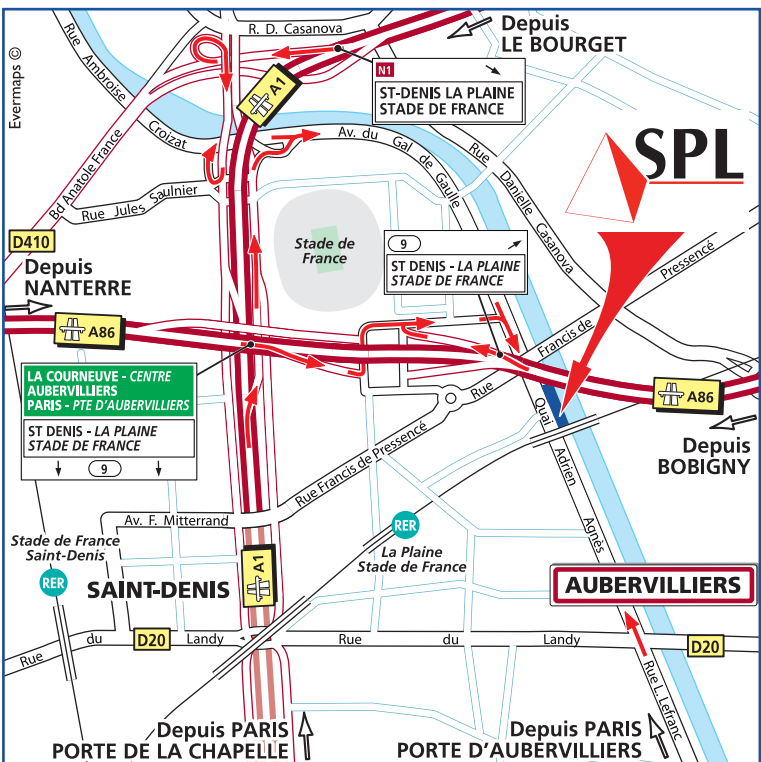 Evermaps ©
R. D. Casanova
Depuis
LE BOURGET
Rue Ambroise
Croizat
A1
N1
ST-DENIS LA PLAINE
STADE DE FRANCE
SPL
Av. du Gal de Gaulle
Rue Danielle Casanova
Bd Anatole France
Rue Jules Saulnier
D410
Depuis
NANTERRE
Stade de
France
9
ST DENIS - LA PLAINE
STADE DE FRANCE
Rue Francis de Pressencé
A86
LA COURNEUVE - CENTRE
AUBERVILLIERS
PARIS - PTE D'AUBERVILLIERS
ST DENIS - LA PLAINE
STADE DE FRANCE
9
A86
Depuis
BOBIGNY
Quai Adrien Agnès
Rue Francis de Pressencé
Av. F. Mitterrand
Stade de France
Saint-Denis
RER
RER
La Plaine
Stade de France
SAINT-DENIS
A1
AUBERVILLIERS
Rue du Landy
D20
Rue du Landy
D20
Rue L. Lefranc
Depuis PARIS
PORTE DE LA CHAPELLE
Depuis PARIS
PORTE D'AUBERVILLIERS